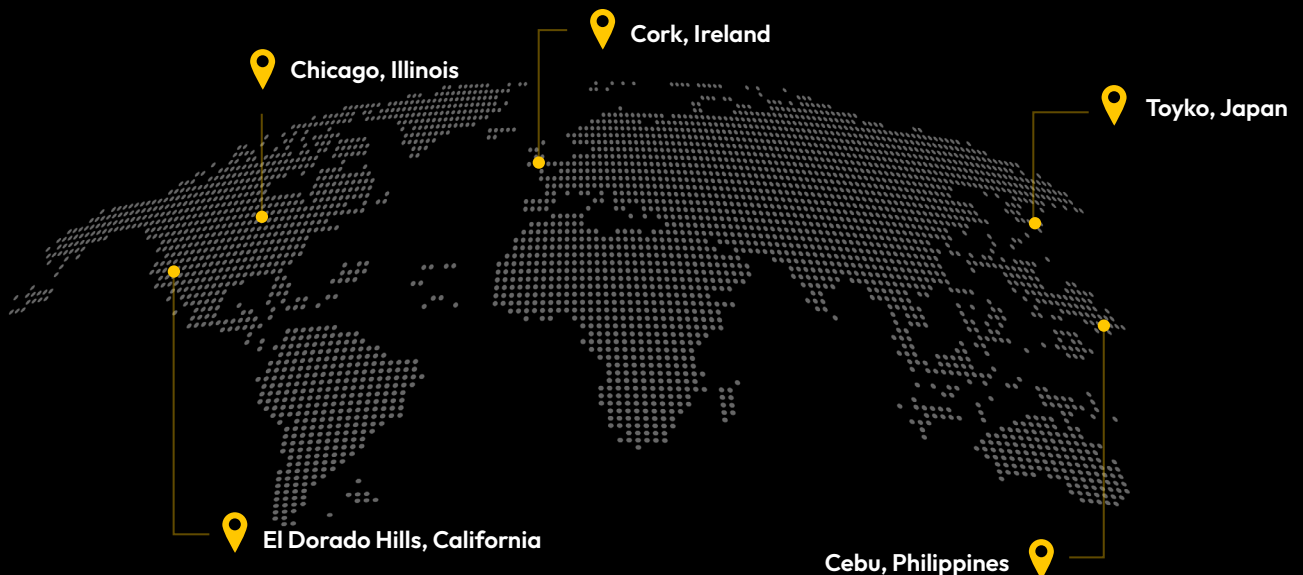 Cork, Ireland
Chicago, Illinois
Toyko, Japan
El Dorado Hills, California
Cebu, Philippines